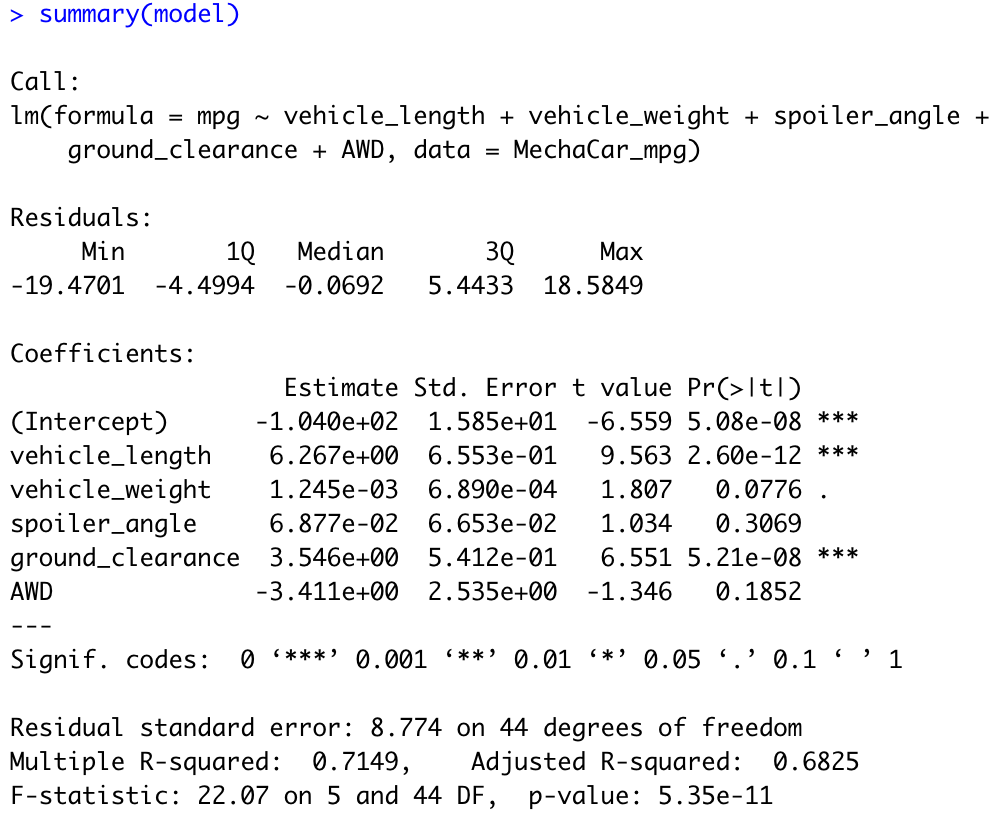 > summary(model)
Call:
lm(formula = mpg ~ vehicle_length + vehicle_weight + spoiler_angle +
    ground_clearance + AWD, data = MechaCar_mpg)
Residuals:
     Min       1Q   Median       3Q      Max
-19.4701  -4.4994  -0.0692   5.4433  18.5849
Coefficients:
                   Estimate Std. Error t value Pr(>|t|)
(Intercept)      -1.040e+02  1.585e+01  -6.559 5.08e-08 ***
vehicle_length    6.267e+00  6.553e-01   9.563 2.60e-12 ***
vehicle_weight    1.245e-03  6.890e-04   1.807   0.0776 .
spoiler_angle     6.877e-02  6.653e-02   1.034   0.3069
ground_clearance  3.546e+00  5.412e-01   6.551 5.21e-08 ***
AWD              -3.411e+00  2.535e+00  -1.346   0.1852
---
Signif. codes:  0 ‘***’ 0.001 ‘**’ 0.01 ‘*’ 0.05 ‘.’ 0.1 ‘ ’ 1
Residual standard error: 8.774 on 44 degrees of freedom
Multiple R-squared:  0.7149,    Adjusted R-squared:  0.6825
F-statistic: 22.07 on 5 and 44 DF,  p-value: 5.35e-11